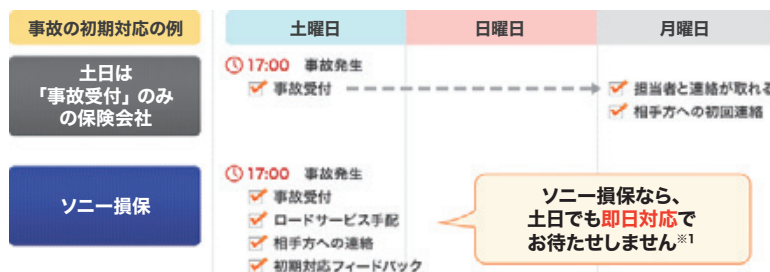 事故の初期対応の例
土曜日
日曜日
月曜日
土日は
「事故受付」のみ
の保険会社
17:00 事故発生
事故受付
担当者と連絡が取れる
相手方への初回連絡
ソニー損保
17:00 事故発生
事故受付
ロードサービス手配
相手方への連絡
初期対応フィードバック
ソニー損保なら、
土日でも即日対応で
お待たせしません※1